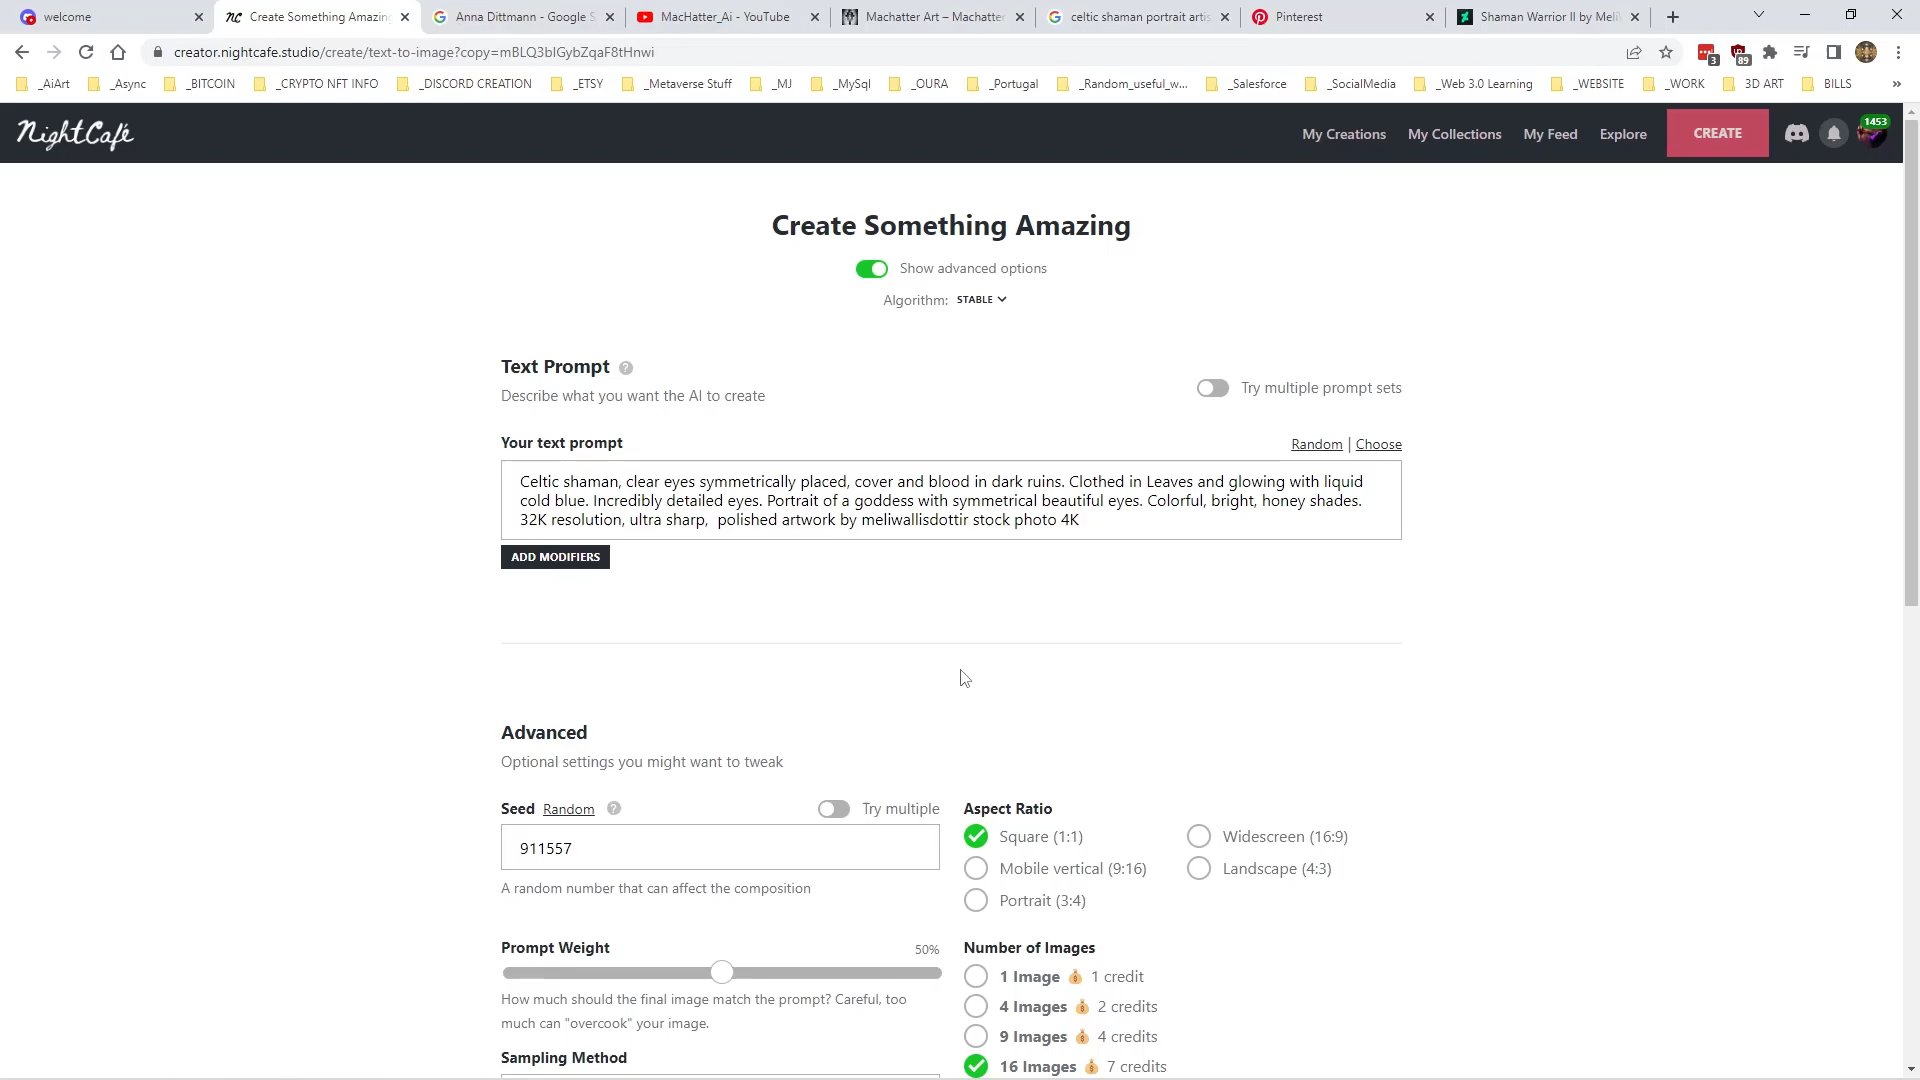 welcome
Create Something Amazing
Anna Dittmann - Google S
MacHatter_Ai - YouTube
Machatter Art – Machatter
celtic shaman portrait artis
Pinterest
Shaman Warrior II by MeliW
creator.nightcafe.studio/create/text-to-image?copy=mBLQ3bIGybZqaF8tHnwi
3
89
_AiArt
_Async
_BITCOIN
_CRYPTO NFT INFO
_DISCORD CREATION
_ETSY
_Metaverse Stuff
_MJ
_MySql
_OURA
_Portugal
_Random_useful_w...
_Salesforce
_SocialMedia
_Web 3.0 Learning
_WEBSITE
_WORK
3D ART
BILLS
»
NightCafé
My Creations
My Collections
My Feed
Explore
CREATE
1453
Create Something Amazing
Show advanced options
Algorithm: STABLE
Text Prompt ?
Describe what you want the AI to create
Try multiple prompt sets
Your text prompt
Random | Choose
Celtic shaman, clear eyes symmetrically placed, cover and blood in dark ruins. Clothed in Leaves and glowing with liquid
cold blue. Incredibly detailed eyes. Portrait of a goddess with symmetrical beautiful eyes. Colorful, bright, honey shades.
32K resolution, ultra sharp,  polished artwork by meliwallisdottir stock photo 4K
ADD MODIFIERS
Advanced
Optional settings you might want to tweak
Seed Random ?
Try multiple
911557
A random number that can affect the composition
Aspect Ratio
Square (1:1)
Widescreen (16:9)
Mobile vertical (9:16)
Landscape (4:3)
Portrait (3:4)
Prompt Weight
50%
How much should the final image match the prompt? Careful, too
much can "overcook" your image.
Sampling Method
Number of Images
1 Image 1 credit
4 Images 2 credits
9 Images 4 credits
16 Images 7 credits